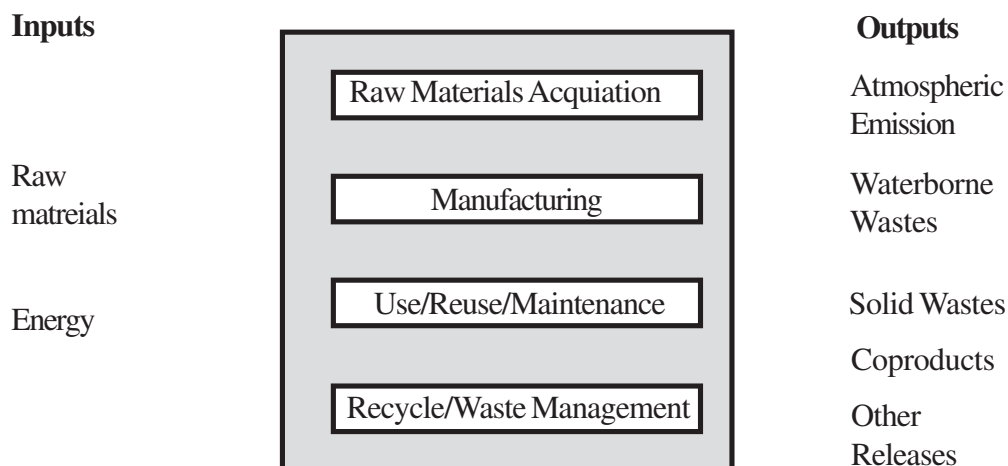 Inputs
Raw
matreials
Energy
Raw Materials Acquiation
Manufacturing
Use/Reuse/Maintenance
Recycle/Waste Management
Outputs
Atmospheric
Emission
Waterborne
Wastes
Solid Wastes
Coproducts
Other
Releases